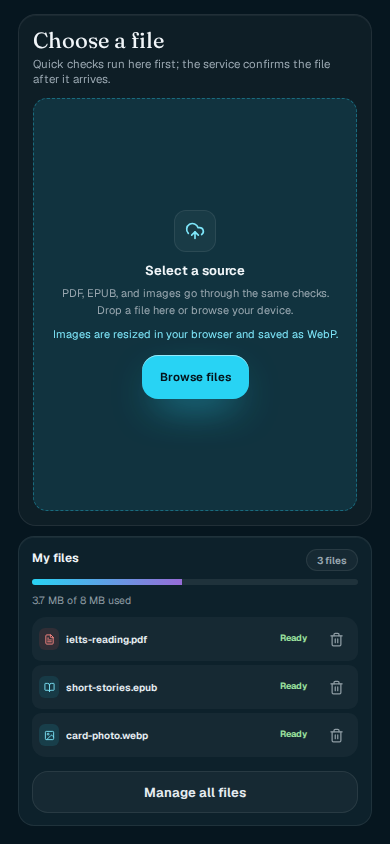 Choose a file
Quick checks run here first; the service confirms the file
after it arrives.
Select a source
PDF, EPUB, and images go through the same checks.
Drop a file here or browse your device.
Images are resized in your browser and saved as WebP.
Browse files
My files
3 files
3.7 MB of 8 MB used
ielts-reading.pdf
Ready
short-stories.epub
Ready
card-photo.webp
Ready
Manage all files